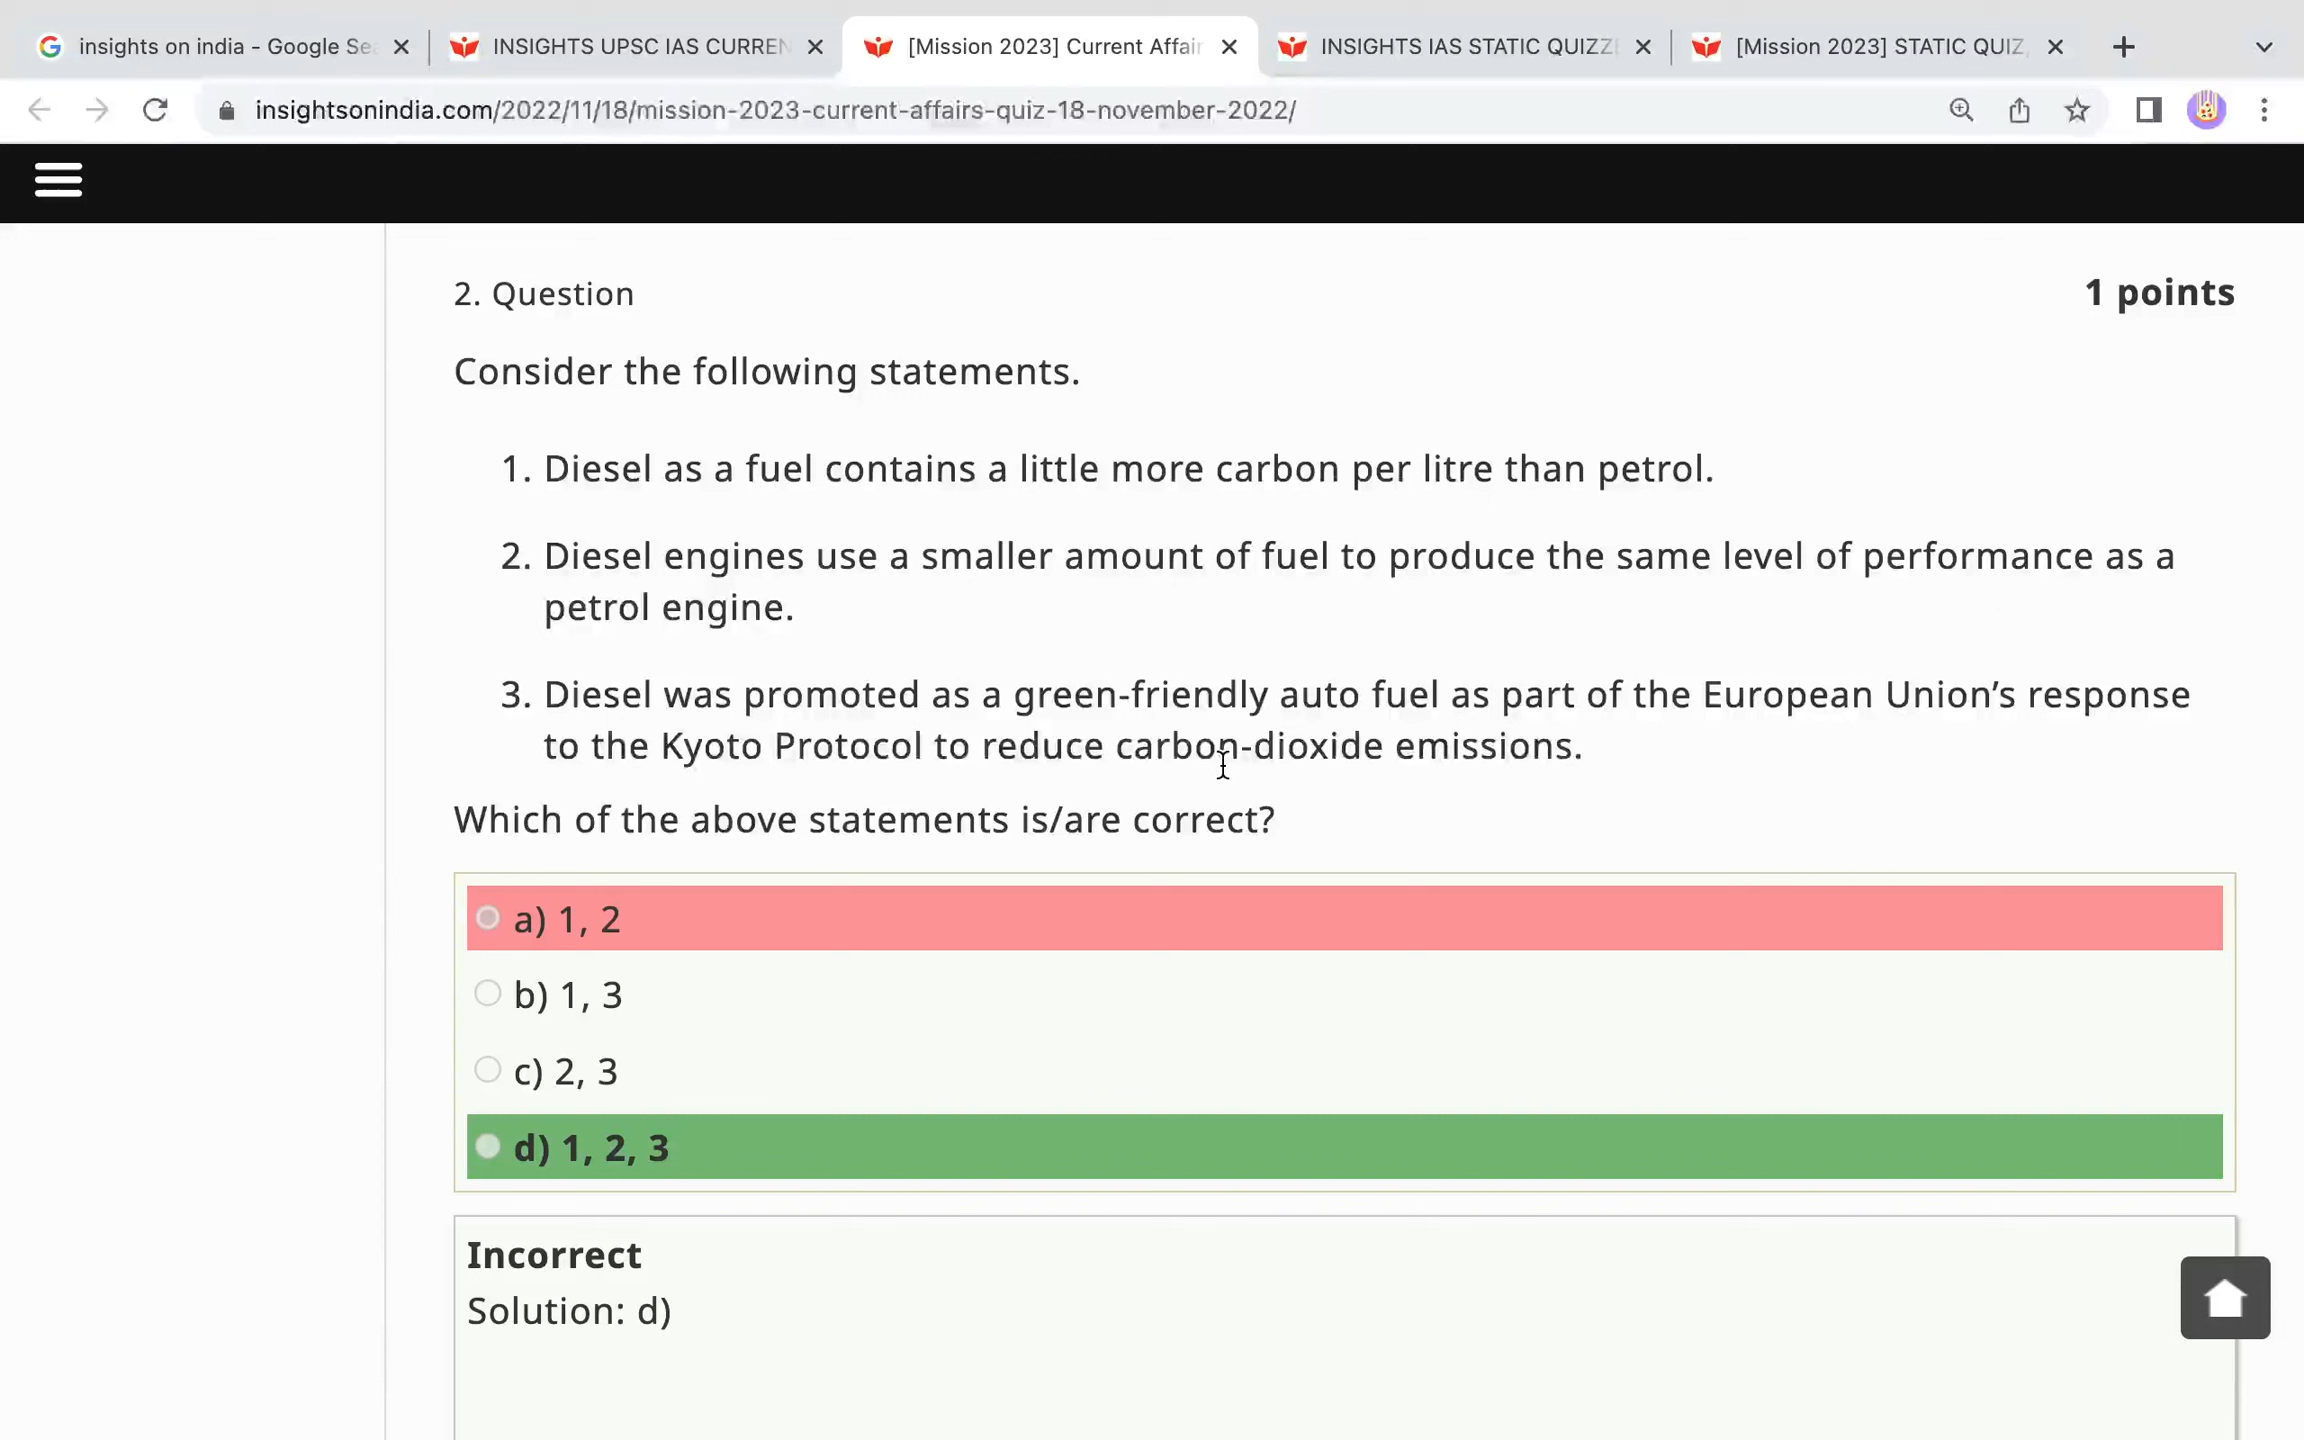 insights on india - Google Sea
INSIGHTS UPSC IAS CURREN
[Mission 2023] Current Affair
INSIGHTS IAS STATIC QUIZZE
[Mission 2023] STATIC QUIZ,
insightsonindia.com/2022/11/18/mission-2023-current-affairs-quiz-18-november-2022/
2. Question
1 points
Consider the following statements.
1. Diesel as a fuel contains a little more carbon per litre than petrol.
2. Diesel engines use a smaller amount of fuel to produce the same level of performance as a
petrol engine.
3. Diesel was promoted as a green-friendly auto fuel as part of the European Union’s response
to the Kyoto Protocol to reduce carbon-dioxide emissions.
Which of the above statements is/are correct?
a) 1, 2
b) 1, 3
c) 2, 3
d) 1, 2, 3
Incorrect
Solution: d)